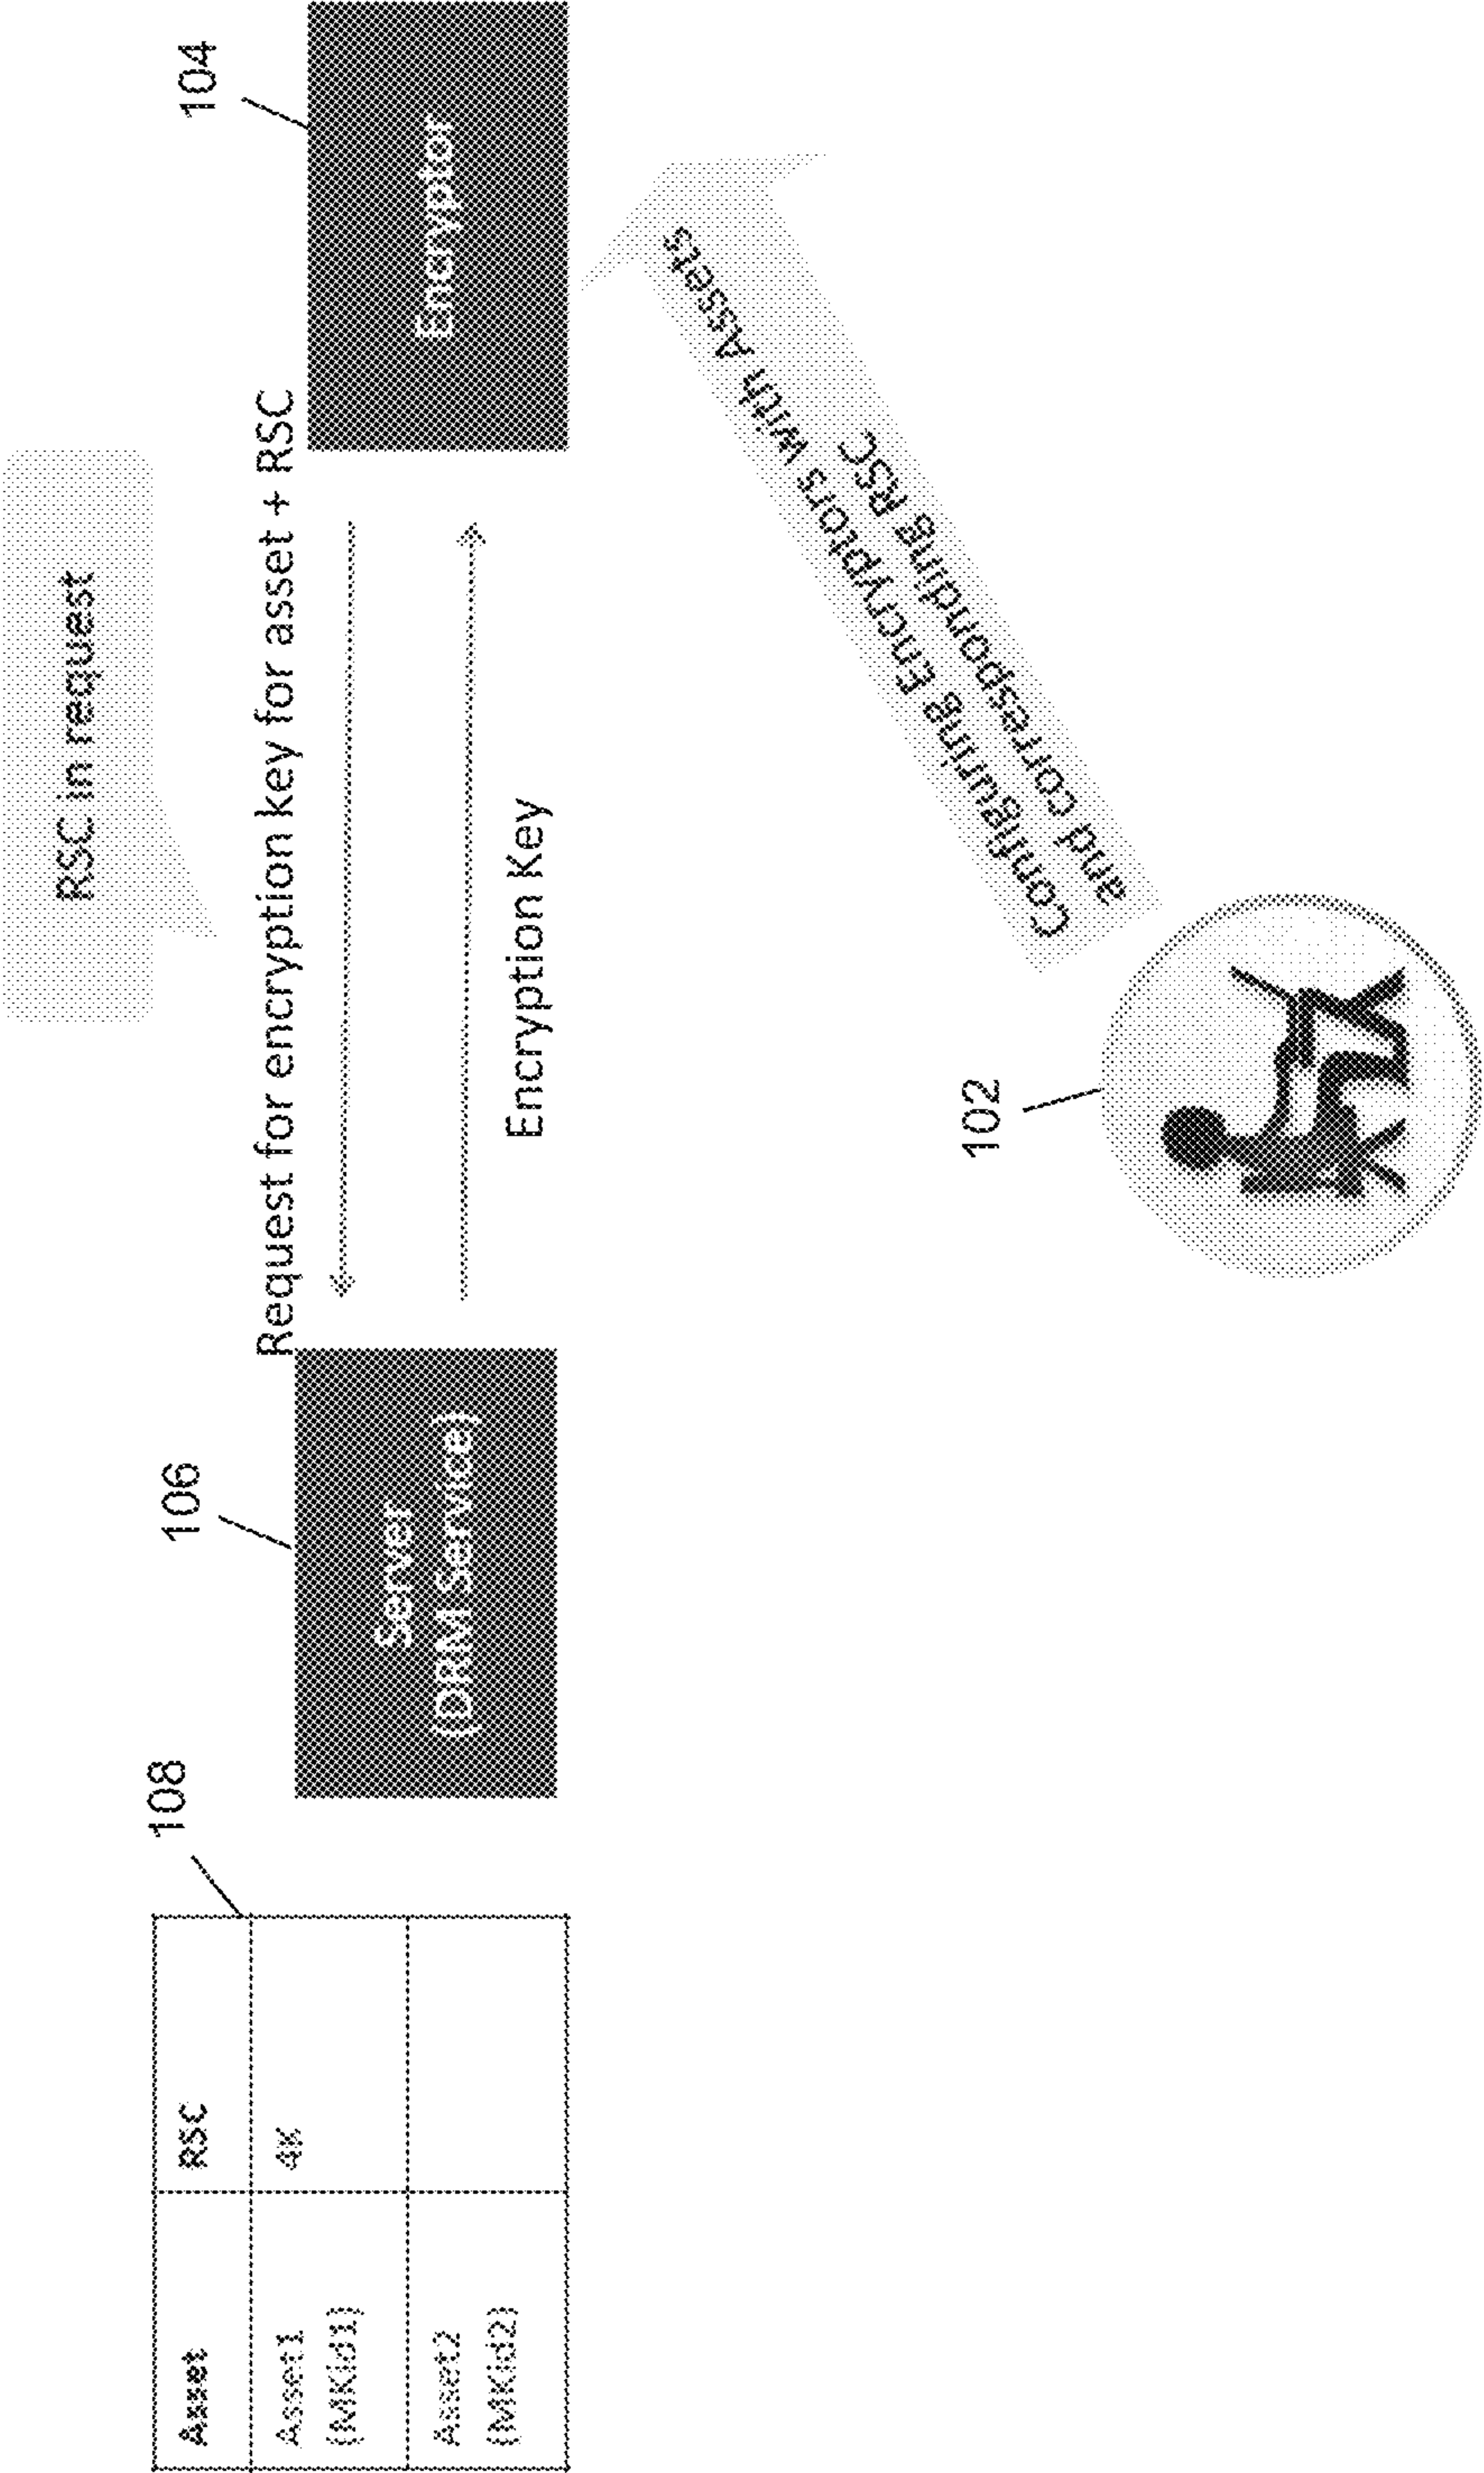 RSC in request
Request for encryption key for asset + RSC
104
Encryptor
Encryption Key
106
Server
(DRM Service)
108
Asset
RSC
Asset1
(MKid1)
4K
Asset2
(MKid2)
Configuring Encryptors with Assets
and corresponding RSC
102